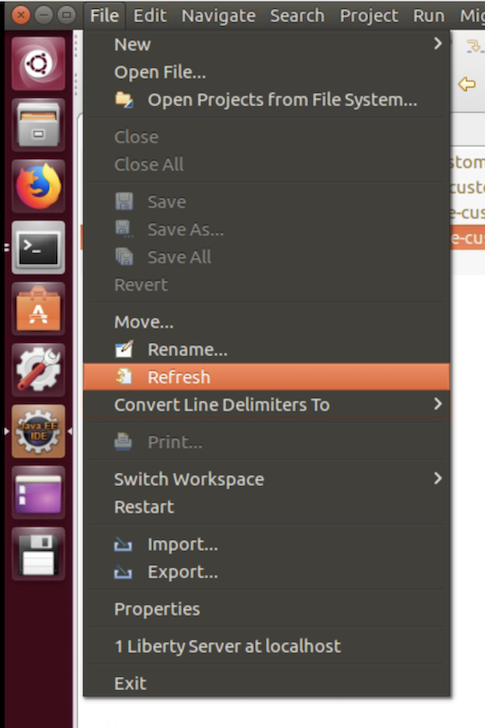 File Edit Navigate Search Project Run Mig
New
Open File...
Open Projects from File System...
Close
Close All
stom
Save
custo
Save As...
e-cus
Save All
e-cus
Revert
Move...
Rename...
Refresh
Convert Line Delimiters To
Java EE
IDE
Print...
Switch Workspace
Restart
Import...
Export...
Properties
1 Liberty Server at localhost
Exit